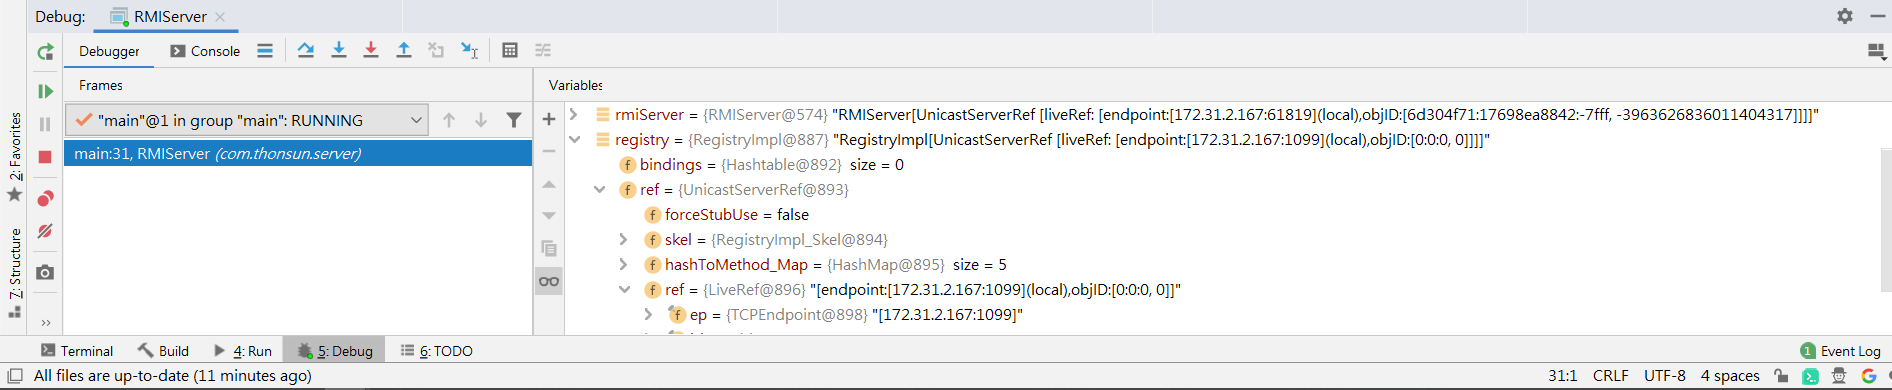 Debug: RMIServer
Debugger Console
Frames
Variables
"main"@1 in group "main": RUNNING
main:31, RMIServer (com.thonsun.server)
rmiServer = {RMIServer@574} "RMIServer[UnicastServerRef [liveRef: [endpoint:[172.31.2.167:61819](local),objID:[6d304f71:17698ea8842:-7fff, -3963626836011404317]]]]"
registry = {RegistryImpl@887} "RegistryImpl[UnicastServerRef [liveRef: [endpoint:[172.31.2.167:1099](local),objID:[0:0:0, 0]]]]"
f bindings = {Hashtable@892} size = 0
f ref = {UnicastServerRef@893}
f forceStubUse = false
f skel = {RegistryImpl_Skel@894}
f hashToMethod_Map = {HashMap@895} size = 5
f ref = {LiveRef@896} "[endpoint:[172.31.2.167:1099](local),objID:[0:0:0, 0]]"
f ep = {TCPEndpoint@898} "[172.31.2.167:1099]"
2: Favorites
7: Structure
Terminal Build 4: Run 5: Debug 6: TODO
1 Event Log
All files are up-to-date (11 minutes ago)
31:1 CRLF UTF-8 4 spaces